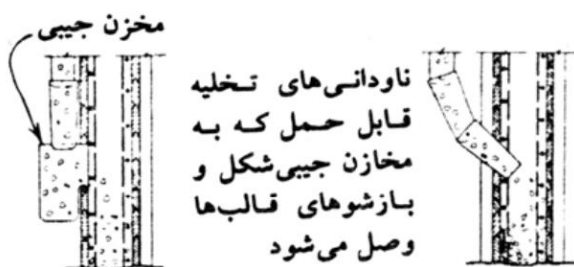 مخزن جیبی
ناودانی‌های تخلیه
قابل حمل که به
مخازن جیبی‌شکل و
بازشوهای قالب‌ها
وصل می‌شود